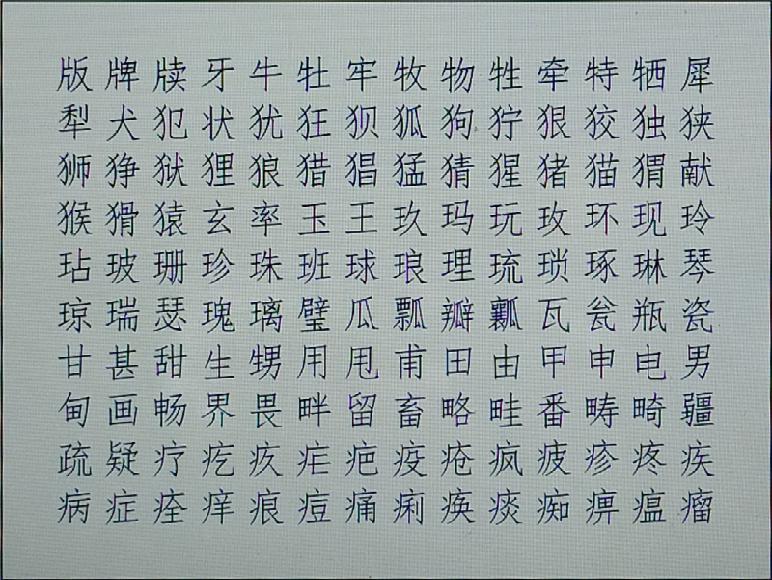 版牌牍牙牛牡牢牧物牲牵特牺犀
犁犬犯状犹狂狈狐狗狞狠狡独狭
狮狰狱狸狼猎猖猛猜猩猪猫猬献
猴猾猿玄率玉王玖玛玩玫环现玲
玷玻珊珍珠班球琅理琉琐琢琳琴
琼瑞瑟瑰璃璧瓜瓢瓣瓤瓦瓮瓶瓷
甘甚甜生甥用甩甫田由甲申电男
甸画畅界畏畔留畜略畦番畴畸疆
疏疑疗疙疚疟疤疫疮疯疲疹疼疾
病症痊痒痕痘痛痢痪痰痴痹瘟瘤